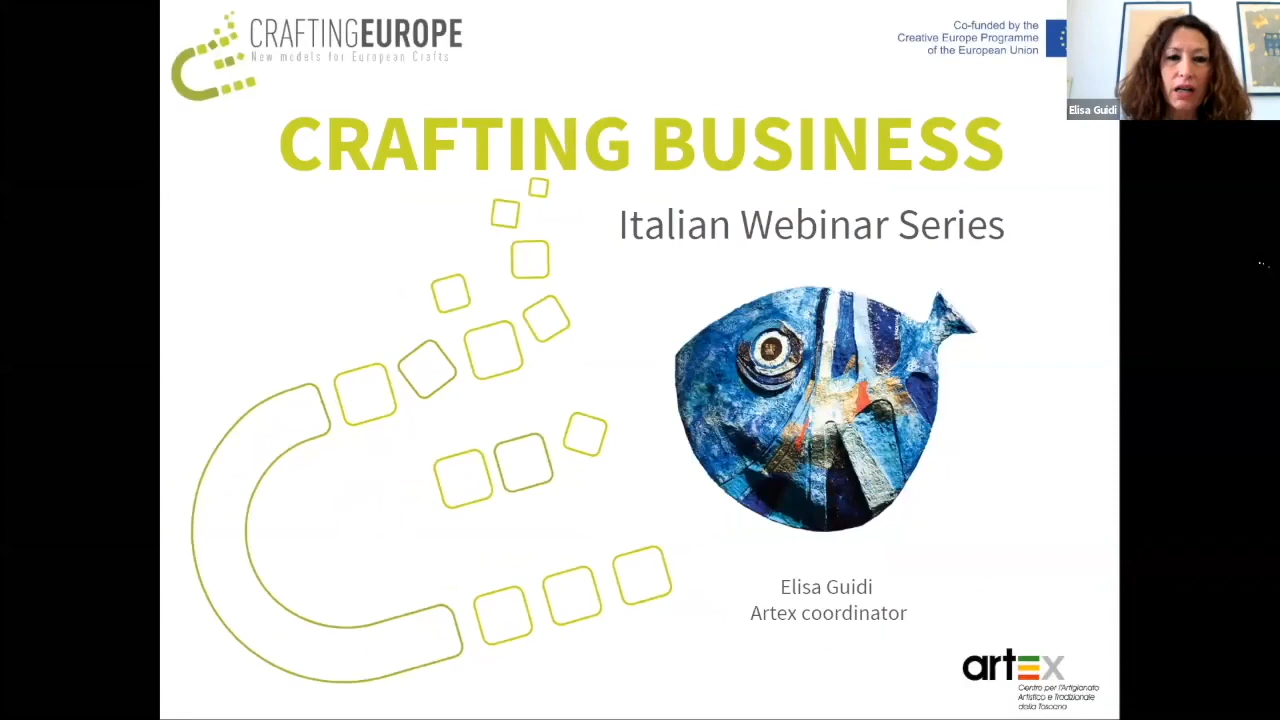 CRAFTINGEUROPE
New models for European Crafts
Co-funded by the
Creative Europe Programme
of the European Union
Elisa Guidi
CRAFTING BUSINESS
Italian Webinar Series
Elisa Guidi
Artex coordinator
artex
Centro per l'Artigianato
Artistico e Tradizionale
della Toscana